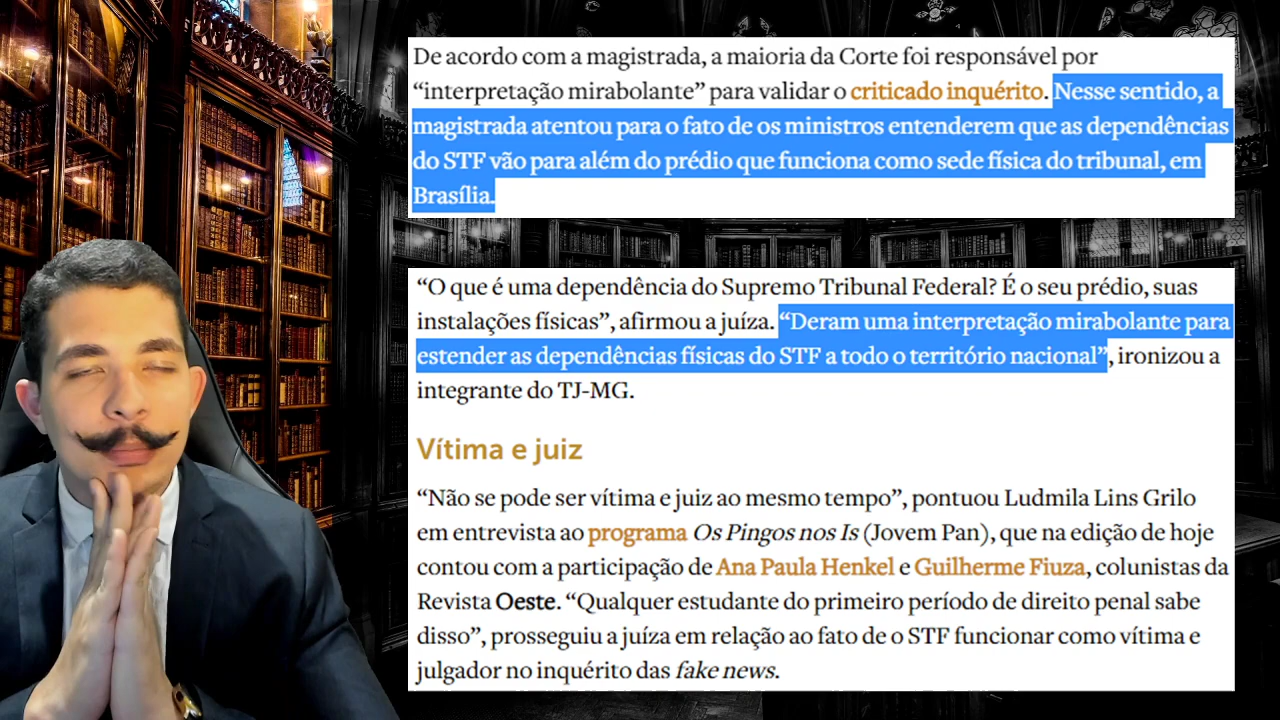 De acordo com a magistrada, a maioria da Corte foi responsável por
“interpretação mirabolante” para validar o criticado inquérito. Nesse sentido, a
magistrada atentou para o fato de os ministros entenderem que as dependências
do STF vão para além do prédio que funciona como sede física do tribunal, em
Brasília.
“O que é uma dependência do Supremo Tribunal Federal? É o seu prédio, suas
instalações físicas”, afirmou a juíza. “Deram uma interpretação mirabolante para
estender as dependências físicas do STF a todo o território nacional”, ironizou a
integrante do TJ-MG.
Vítima e juiz
“Não se pode ser vítima e juiz ao mesmo tempo”, pontuou Ludmila Lins Grilo
em entrevista ao programa Os Pingos nos Is (Jovem Pan), que na edição de hoje
contou com a participação de Ana Paula Henkel e Guilherme Fiuza, colunistas da
Revista Oeste. “Qualquer estudante do primeiro período de direito penal sabe
disso”, prosseguiu a juíza em relação ao fato de o STF funcionar como vítima e
julgador no inquérito das fake news.